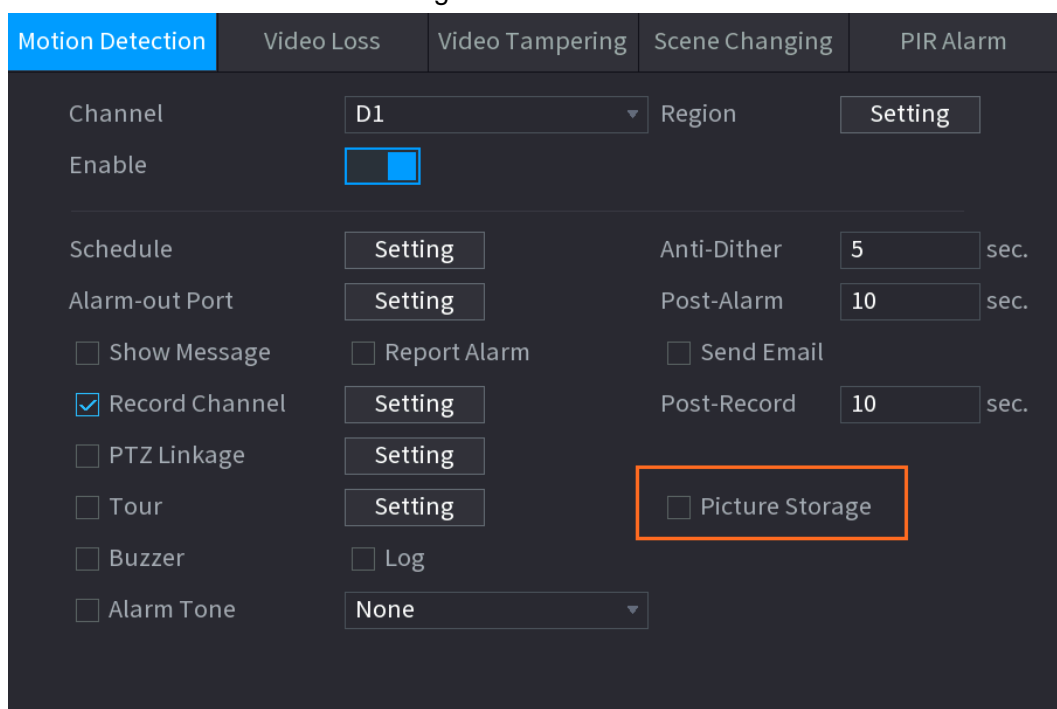 Motion Detection Video Loss Video Tampering Scene Changing PIR Alarm
Channel D1 Region Setting
Enable
Schedule Setting Anti-Dither 5 sec.
Alarm-out Port Setting Post-Alarm 10 sec.
Show Message Report Alarm Send Email
Record Channel Setting Post-Record 10 sec.
PTZ Linkage Setting
Tour Setting Picture Storage
Buzzer Log
Alarm Tone None